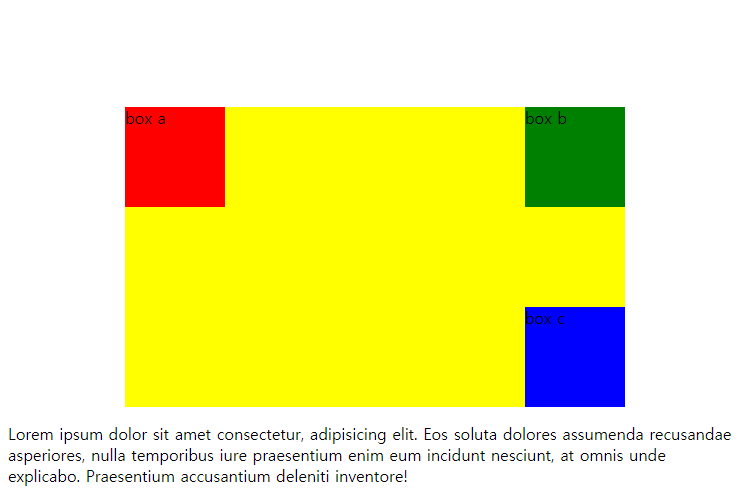 box a
box b
box c
Lorem ipsum dolor sit amet consectetur, adipisicing elit. Eos soluta dolores assumenda recusandae
asperiores, nulla temporibus iure praesentium enim eum incidunt nesciunt, at omnis unde
explicabo. Praesentium accusantium deleniti inventore!